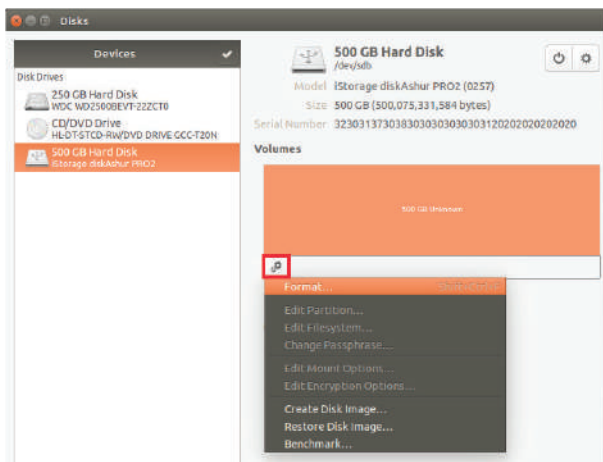 Disks
Devices
Disk Drives
250 GB Hard Disk
WDC WD2500BEVT-22ZCT0
CD/DVD Drive
HL-DT-STCD-RW/DVD DRIVE GCC-T20N
500 GB Hard Disk
iStorage diskAshur PRO2
500 GB Hard Disk
/dev/sdb
Model iStorage diskAshur PRO2 (0257)
Size 500 GB (500,075,331,584 bytes)
Serial Number
Volumes
500 GB Unknown
Format...
Edit Partition...
Edit Filesystem...
Change Passphrase...
Edit Mount Options...
Edit Encryption Options...
Create Disk Image...
Restore Disk Image...
Benchmark...